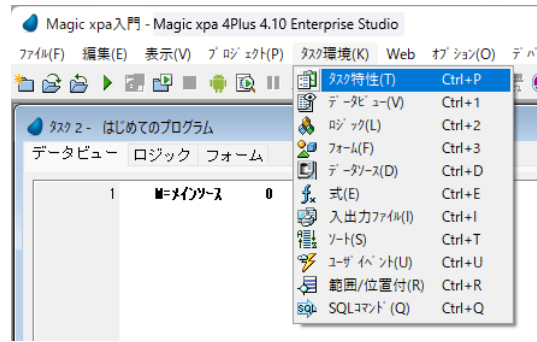 Magic xpa入門 - Magic xpa 4Plus 4.10 Enterprise Studio
ﾌｧｲﾙ(F) 編集(E) 表示(V) ﾌﾟﾛｼﾞｪｸﾄ(P) ﾀｽｸ環境(K) Web ｵﾌﾟｼｮﾝ(O) ﾃﾞﾊﾞ
ﾀｽｸ特性(T) Ctrl+P
ﾃﾞｰﾀﾋﾞｭｰ(V) Ctrl+1
ﾛｼﾞｯｸ(L) Ctrl+2
ﾌｫｰﾑ(F) Ctrl+3
ﾃﾞｰﾀｿｰｽ(D) Ctrl+D
式(E) Ctrl+E
入出力ﾌｧｲﾙ(I) Ctrl+I
ｿｰﾄ(S) Ctrl+T
ﾕｰｻﾞｲﾍﾞﾝﾄ(U) Ctrl+U
範囲/位置付(R) Ctrl+R
SQLｺﾏﾝﾄﾞ(Q) Ctrl+Q
ﾀｽｸ 2 - はじめてのプログラム
データビュー ロジック フォーム
1 M=ﾒｲﾝｿｰｽ 0